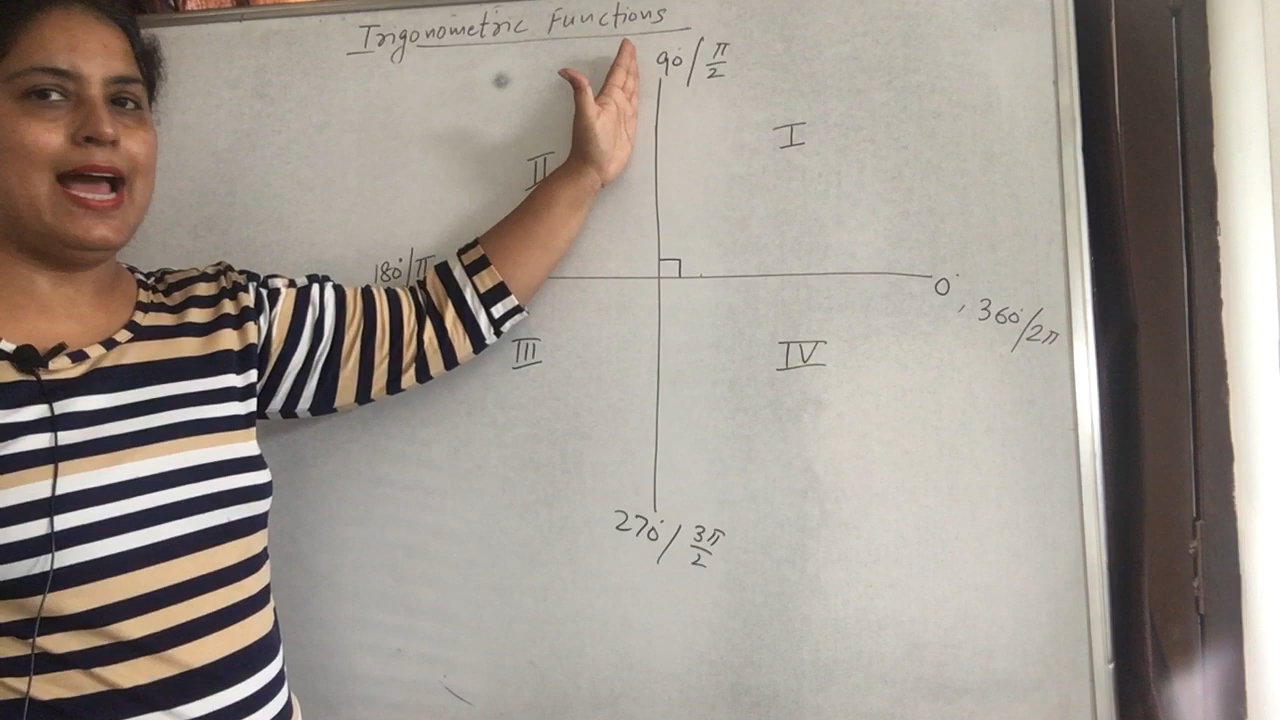 Trigonometric Functions
90°/π/2
I
II
180°/π
0°, 360°/2π
III
IV
270°/3π/2